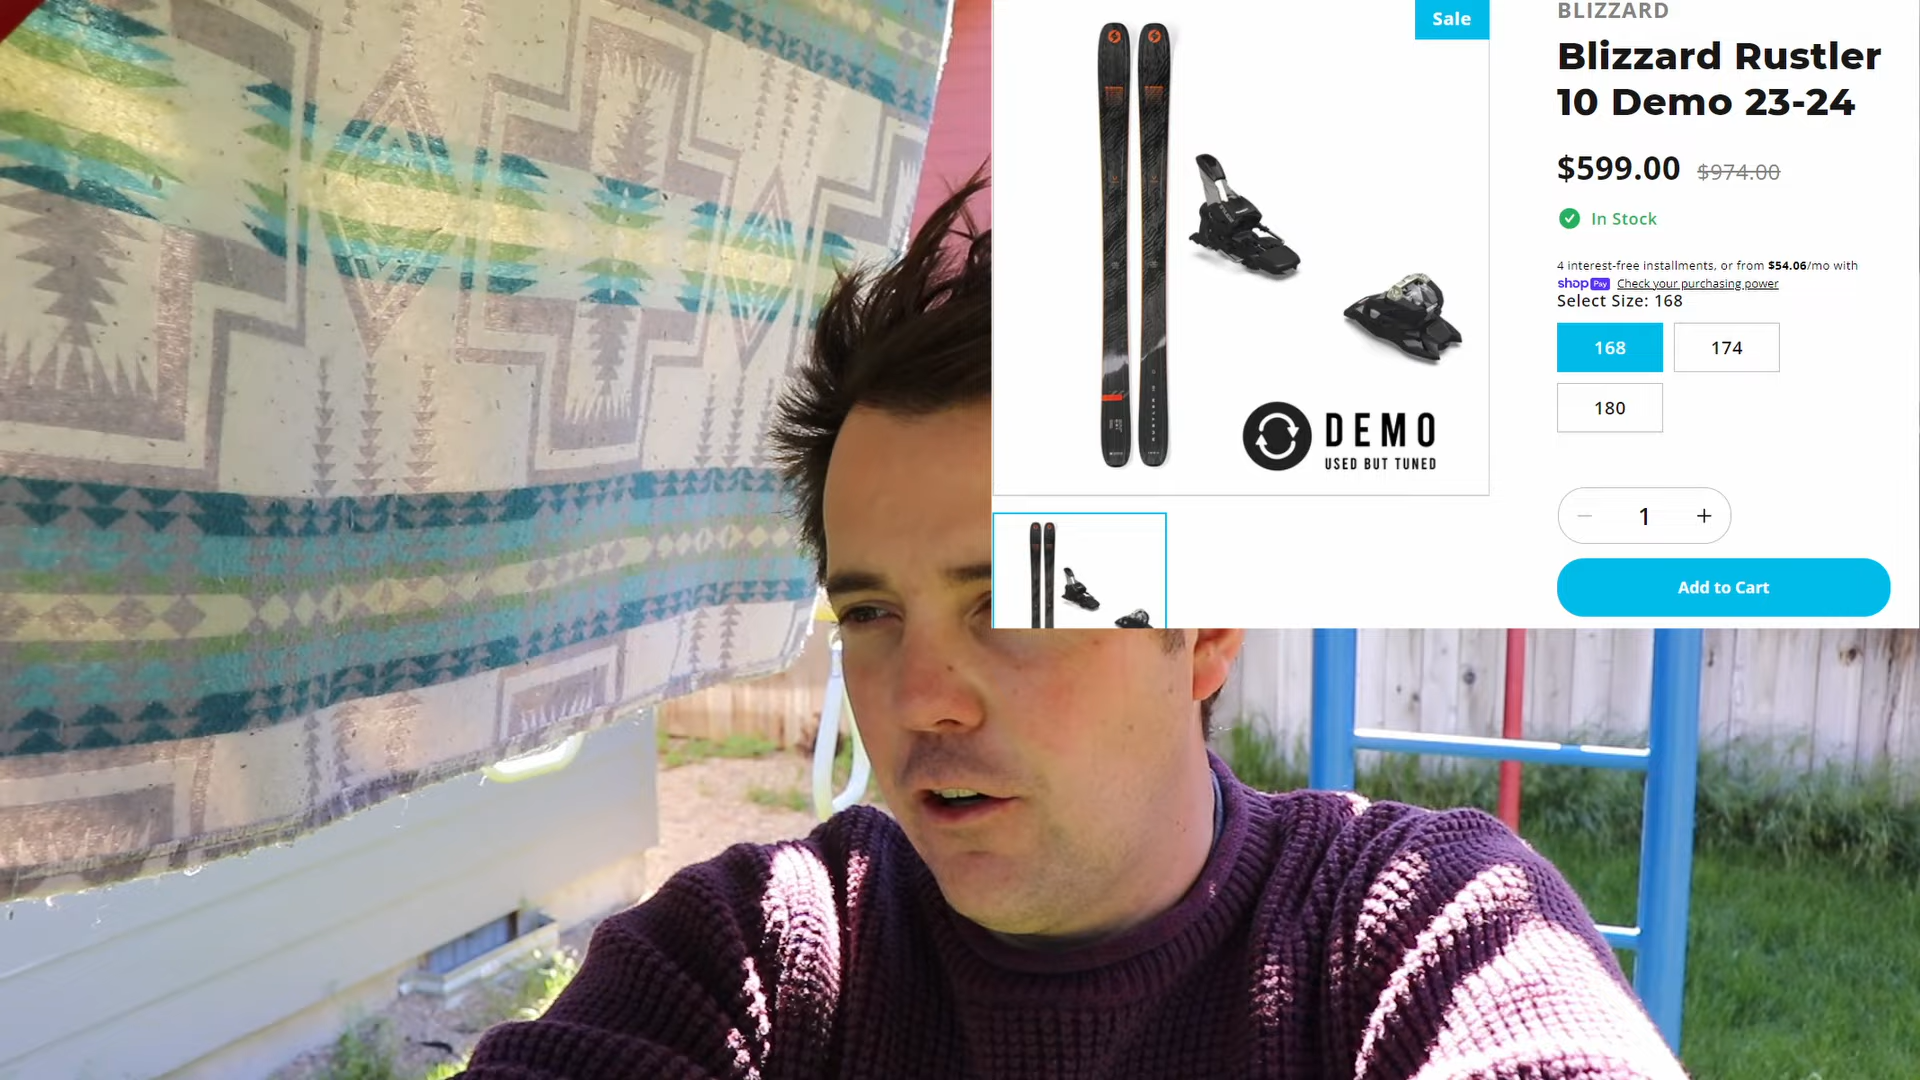 Sale
DEMO
USED BUT TUNED
BLIZZARD
Blizzard Rustler
10 Demo 23-24
$599.00 $974.00
In Stock
4 interest-free installments, or from $54.06/mo with
shop Pay Check your purchasing power
Select Size: 168
168 174
180
1
Add to Cart